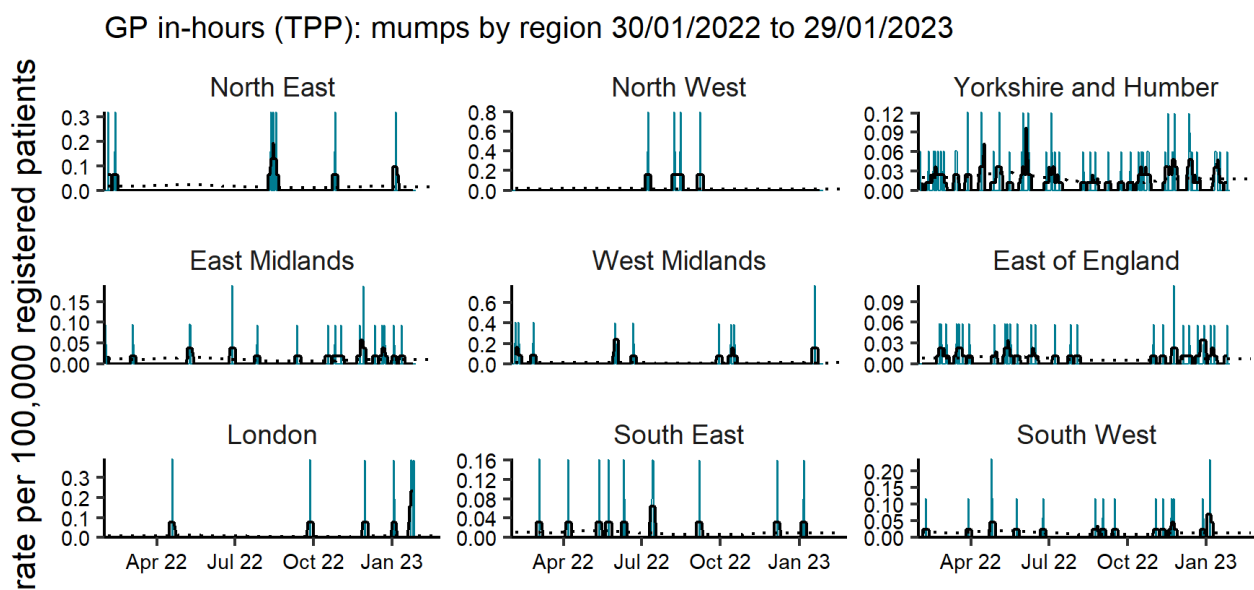 GP in-hours (TPP): mumps by region 30/01/2022 to 29/01/2023
rate per 100,000 registered patients
North East
0.3
0.2
0.1
0.0
North West
0.8
0.6
0.4
0.2
0.0
Yorkshire and Humber
0.12
0.09
0.06
0.03
0.00
East Midlands
0.15
0.10
0.05
0.00
West Midlands
0.6
0.4
0.2
0.0
East of England
0.09
0.06
0.03
0.00
London
0.3
0.2
0.1
0.0
Apr 22 Jul 22 Oct 22 Jan 23
South East
0.16
0.12
0.08
0.04
0.00
Apr 22 Jul 22 Oct 22 Jan 23
South West
0.20
0.15
0.10
0.05
0.00
Apr 22 Jul 22 Oct 22 Jan 23